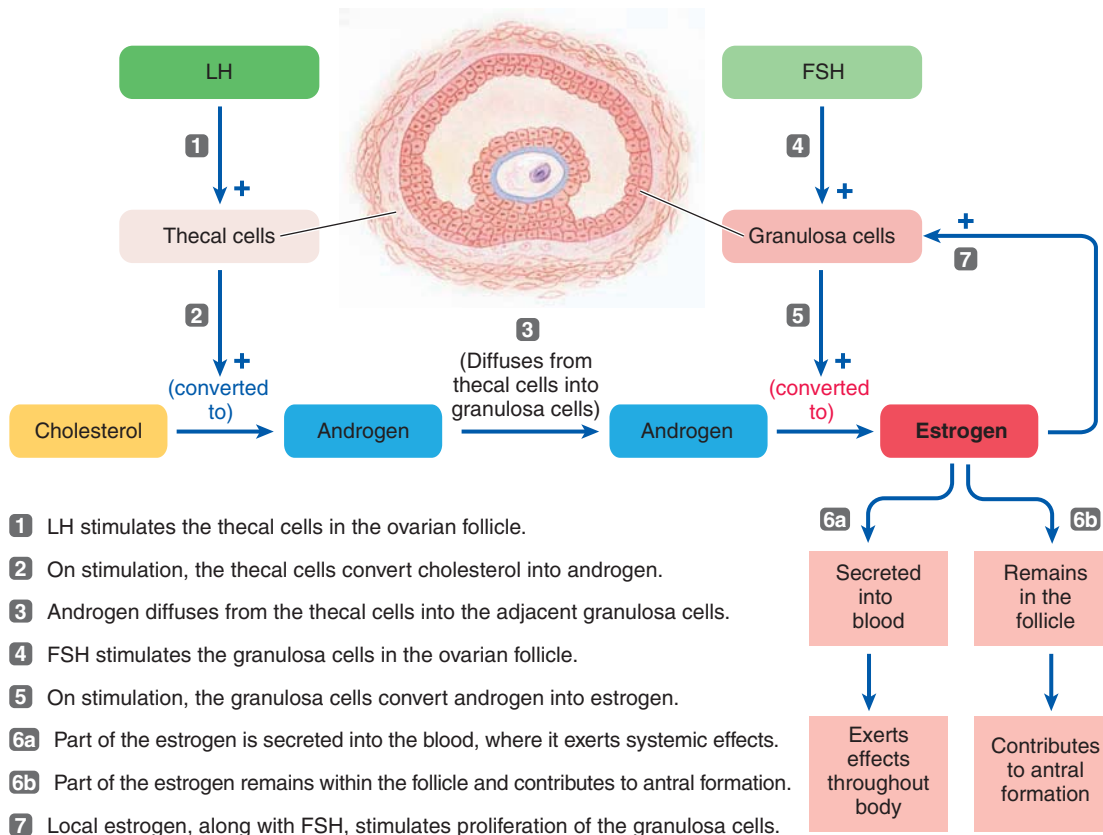 LH
FSH
1
4
+
+
Thecal cells
Granulosa cells
+
7
2
3
5
+
(Diffuses from
thecal cells into
granulosa cells)
+
(converted
to)
(converted
to)
Cholesterol
Androgen
Androgen
Estrogen
6a
6b
Secreted
into
blood
Remains
in the
follicle
Exerts
effects
throughout
body
Contributes
to antral
formation
1 LH stimulates the thecal cells in the ovarian follicle.
2 On stimulation, the thecal cells convert cholesterol into androgen.
3 Androgen diffuses from the thecal cells into the adjacent granulosa cells.
4 FSH stimulates the granulosa cells in the ovarian follicle.
5 On stimulation, the granulosa cells convert androgen into estrogen.
6a Part of the estrogen is secreted into the blood, where it exerts systemic effects.
6b Part of the estrogen remains within the follicle and contributes to antral formation.
7 Local estrogen, along with FSH, stimulates proliferation of the granulosa cells.